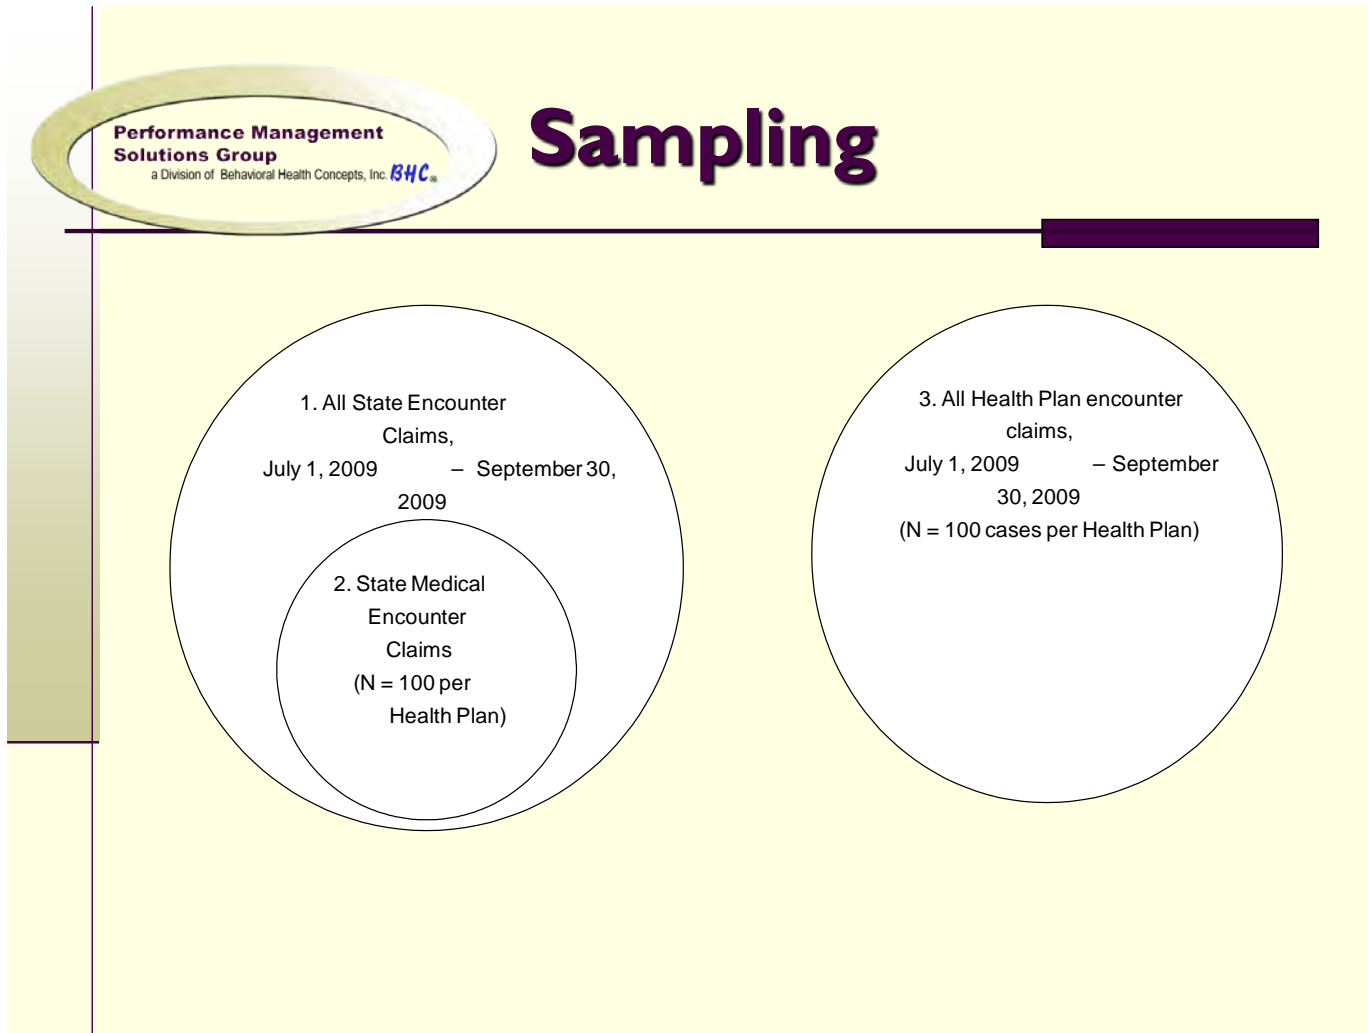 Performance Management
Solutions Group
a Division of Behavioral Health Concepts, Inc. BHC®
Sampling
1. All State Encounter
Claims,
July 1, 2009 – September 30,
2009
2. State Medical
Encounter
Claims
(N = 100 per
Health Plan)
3. All Health Plan encounter
claims,
July 1, 2009 – September
30, 2009
(N = 100 cases per Health Plan)